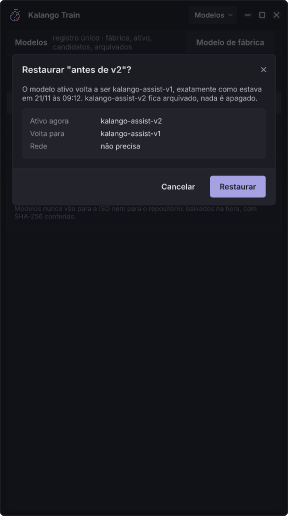 Kalango Train
Modelos
Modelos
registro único · fábrica, ativo,
candidatos, arquivados
Modelo de fábrica
Restaurar "antes de v2"?
O modelo ativo volta a ser kalango-assist-v1, exatamente como estava
em 21/11 às 09:12. kalango-assist-v2 fica arquivado, nada é apagado.
Ativo agora kalango-assist-v2
Volta para kalango-assist-v1
Rede não precisa
Cancelar
Restaurar
Modelos nunca vão para a ISO nem para o repositório: baixados na hora, com
SHA-256 conferido.